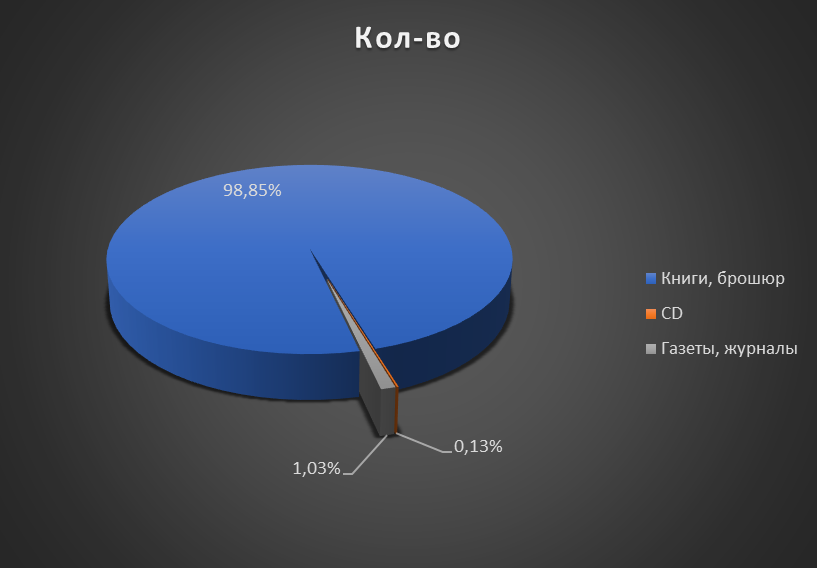 Кол-во
98,85%
Книги, брошюр
CD
Газеты, журналы
0,13%
1,03%